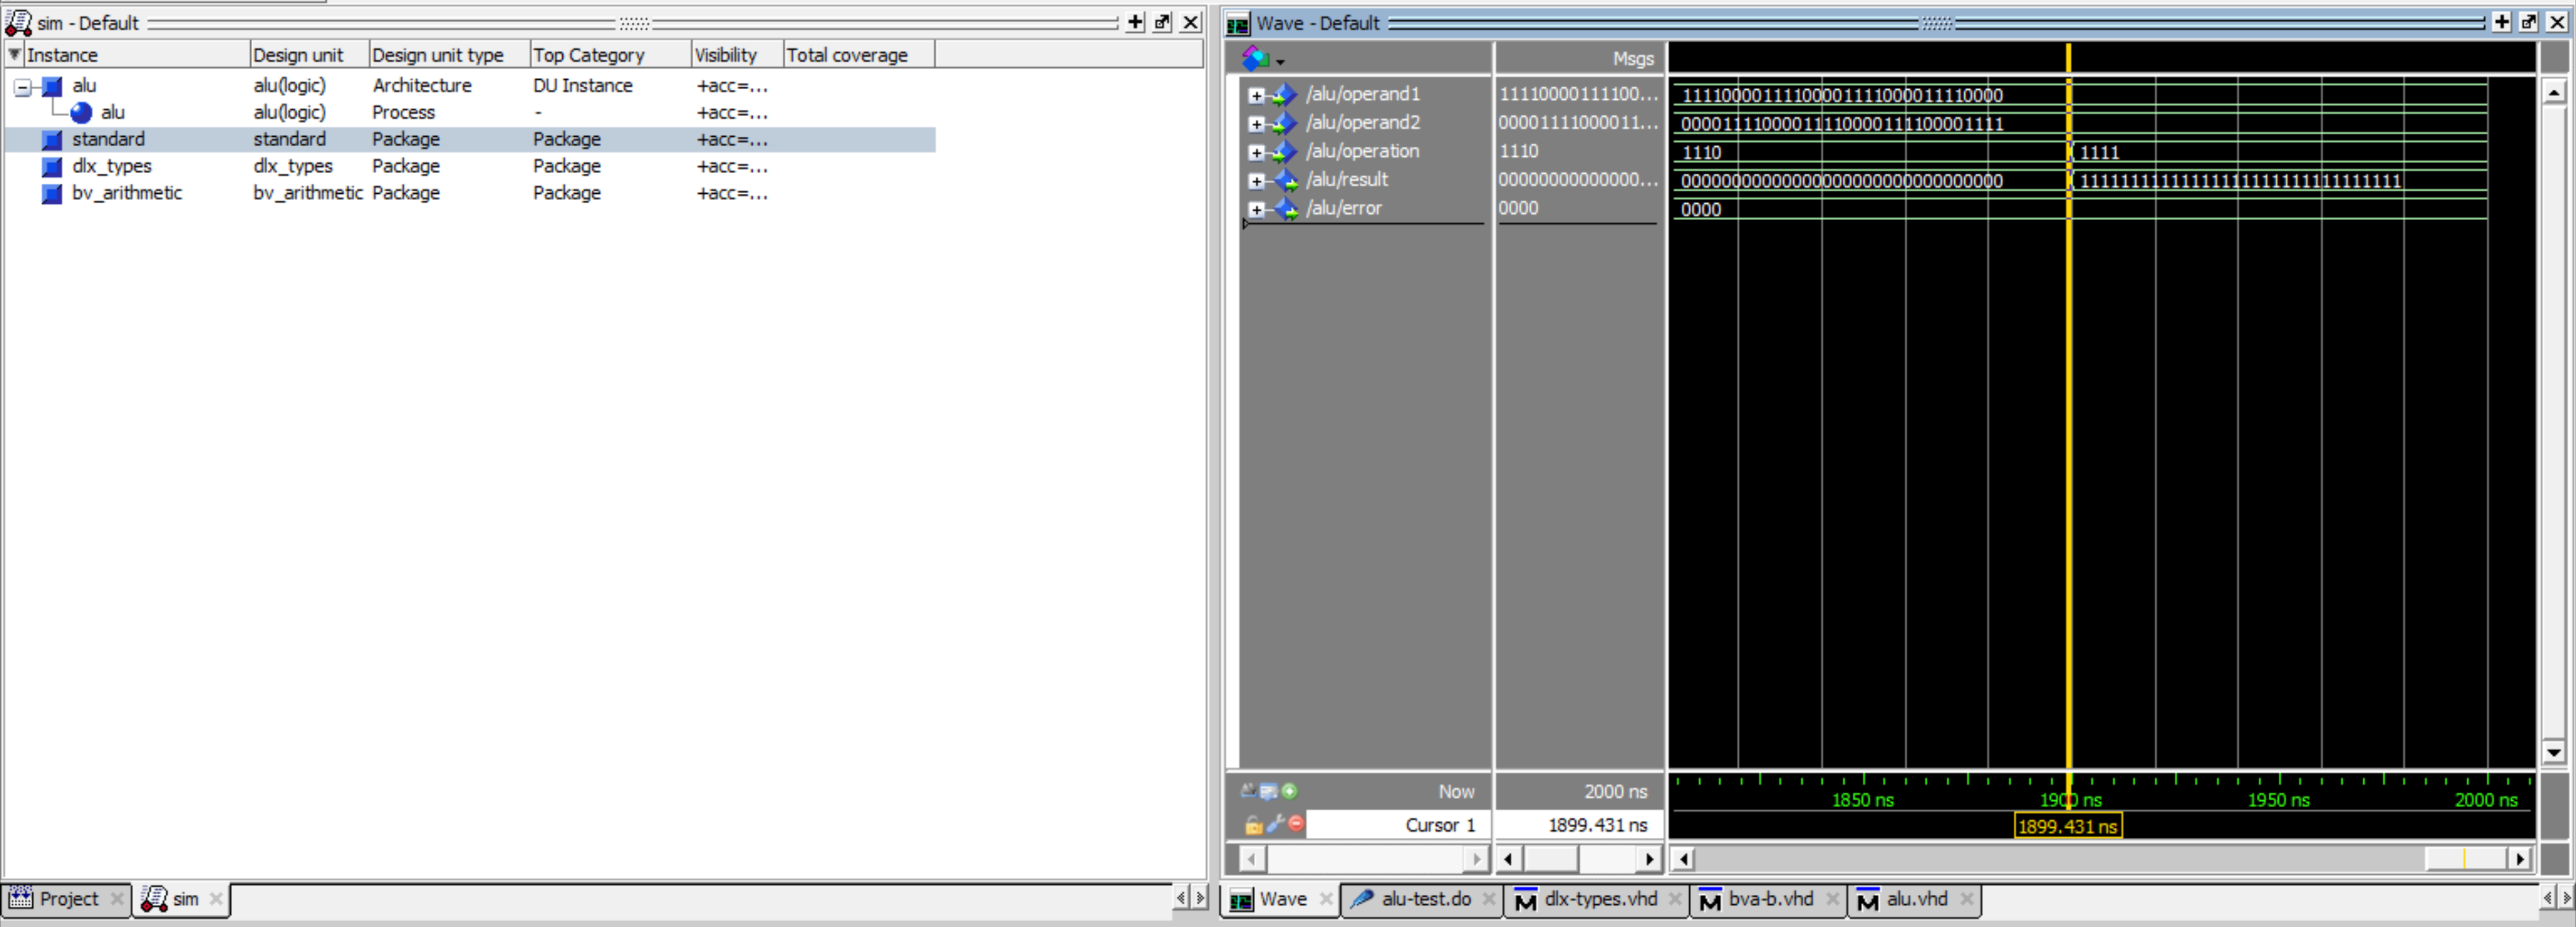 sim - Default
Instance Design unit Design unit type Top Category Visibility Total coverage
alu alu(logic) Architecture DU Instance +acc=...
alu alu(logic) Process - +acc=...
standard standard Package Package +acc=...
dlx_types dlx_types Package Package +acc=...
bv_arithmetic bv_arithmetic Package Package +acc=...
Project sim
Wave - Default
Msgs
/alu/operand1 11110000111100... 11110000111100001111000011110000
/alu/operand2 00001111000011... 00001111000011110000111100001111
/alu/operation 1110 1110 1111
/alu/result 00000000000000... 00000000000000000000000000000000 11111111111111111111111111111111
/alu/error 0000 0000
Now 2000 ns 1850 ns 1900 ns 1950 ns 2000 ns
Cursor 1 1899.431 ns 1899.431 ns
Wave alu-test.do dlx-types.vhd bva-b.vhd alu.vhd